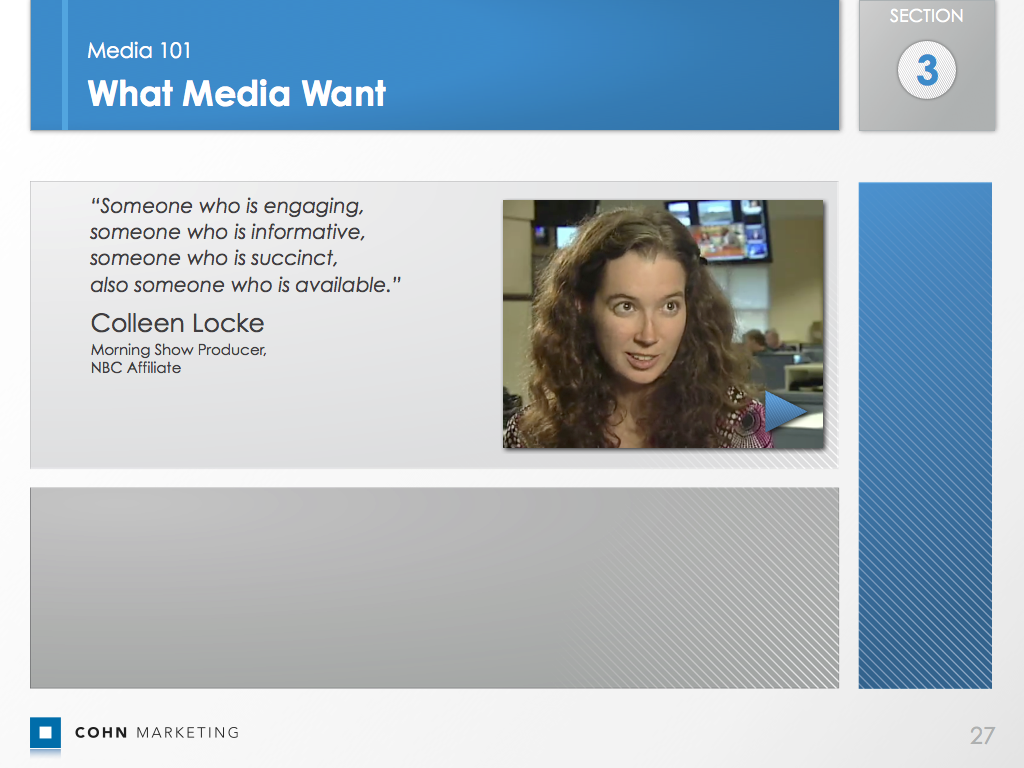 SECTION
3
Media 101
What Media Want
“Someone who is engaging,
someone who is informative,
someone who is succinct,
also someone who is available.”
Colleen Locke
Morning Show Producer,
NBC Affiliate
COHN MARKETING
27